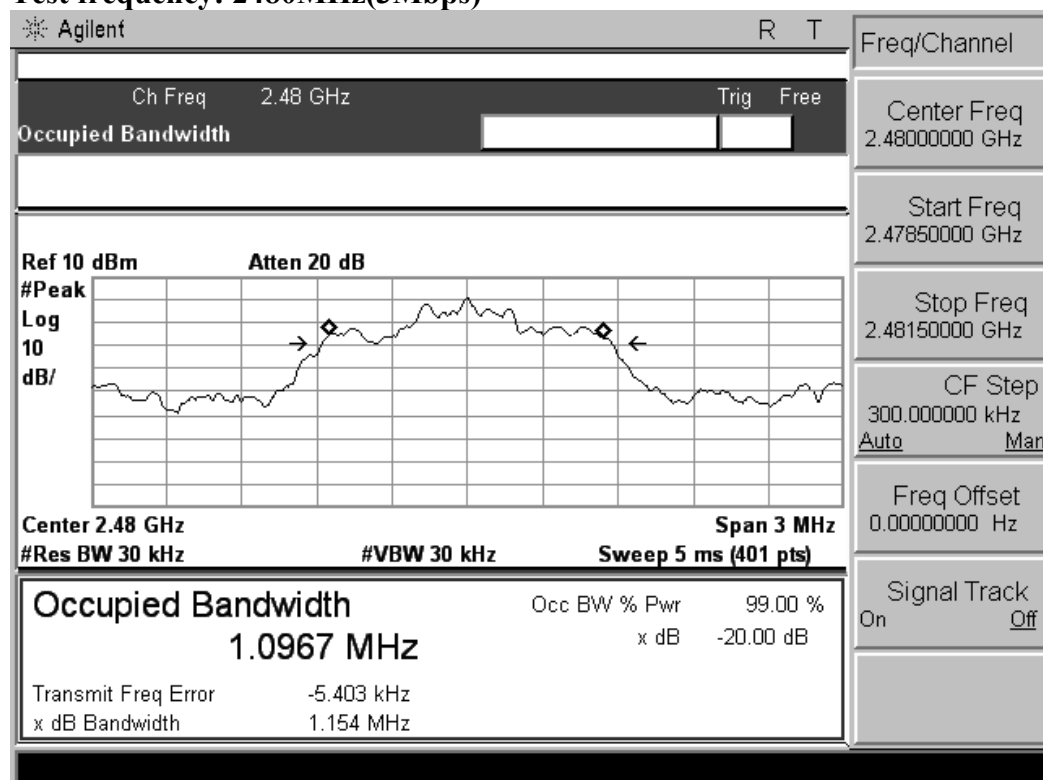 Test frequency: 2480MHz(3Mbps)
Agilent R T
Freq/Channel
Ch Freq 2.48 GHz Trig Free
Occupied Bandwidth
Center Freq
2.48000000 GHz
Start Freq
2.47850000 GHz
Stop Freq
2.48150000 GHz
CF Step
300.000000 kHz
Auto Man
Freq Offset
0.00000000 Hz
Signal Track
On Off
Ref 10 dBm Atten 20 dB
#Peak
Log
10
dB/
Center 2.48 GHz Span 3 MHz
#Res BW 30 kHz #VBW 30 kHz Sweep 5 ms (401 pts)
Occupied Bandwidth
1.0967 MHz
Occ BW % Pwr 99.00 %
x dB -20.00 dB
Transmit Freq Error -5.403 kHz
x dB Bandwidth 1.154 MHz